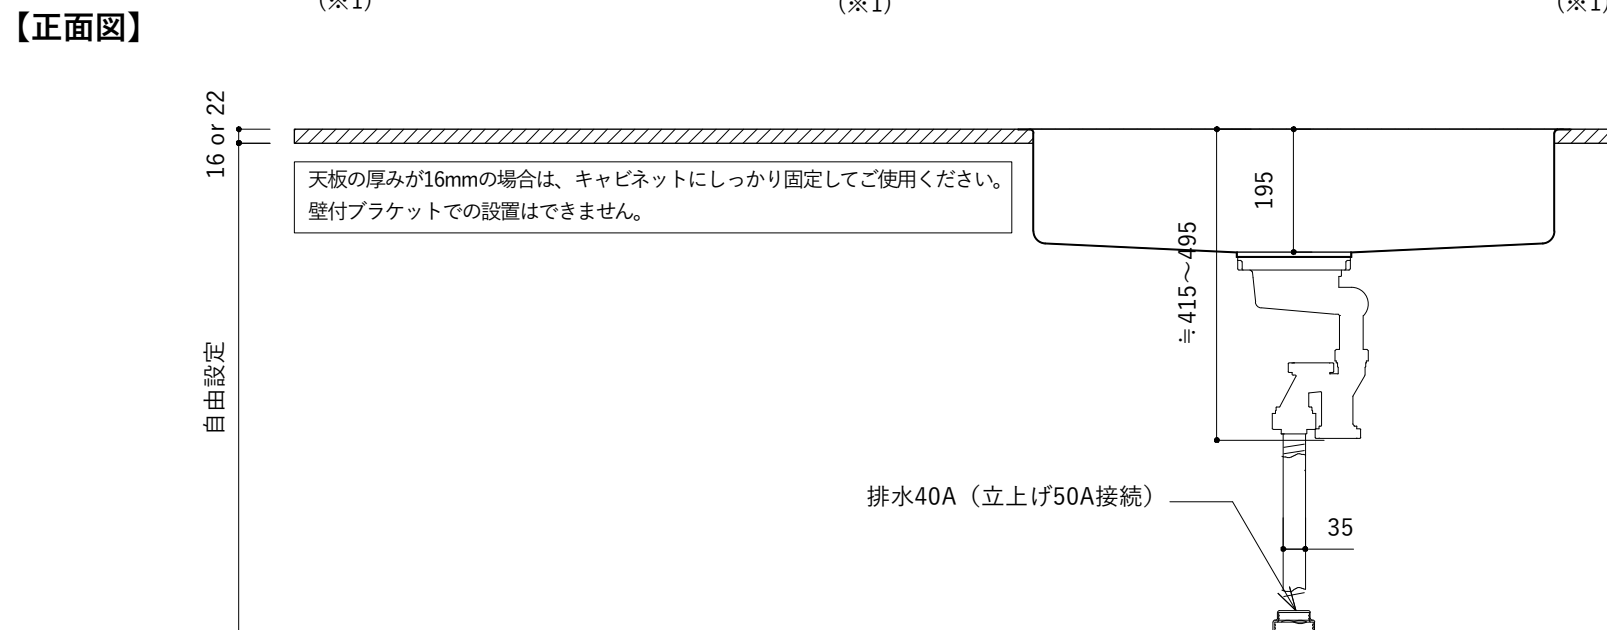 (※1)
(※1)
(※1)
【正面図】
16 or 22
天板の厚みが16mmの場合は、キャビネットにしっかり固定してご使用ください。
壁付ブラケットでの設置はできません。
195
≒415～495
自由設定
排水40A（立上げ50A接続）
35